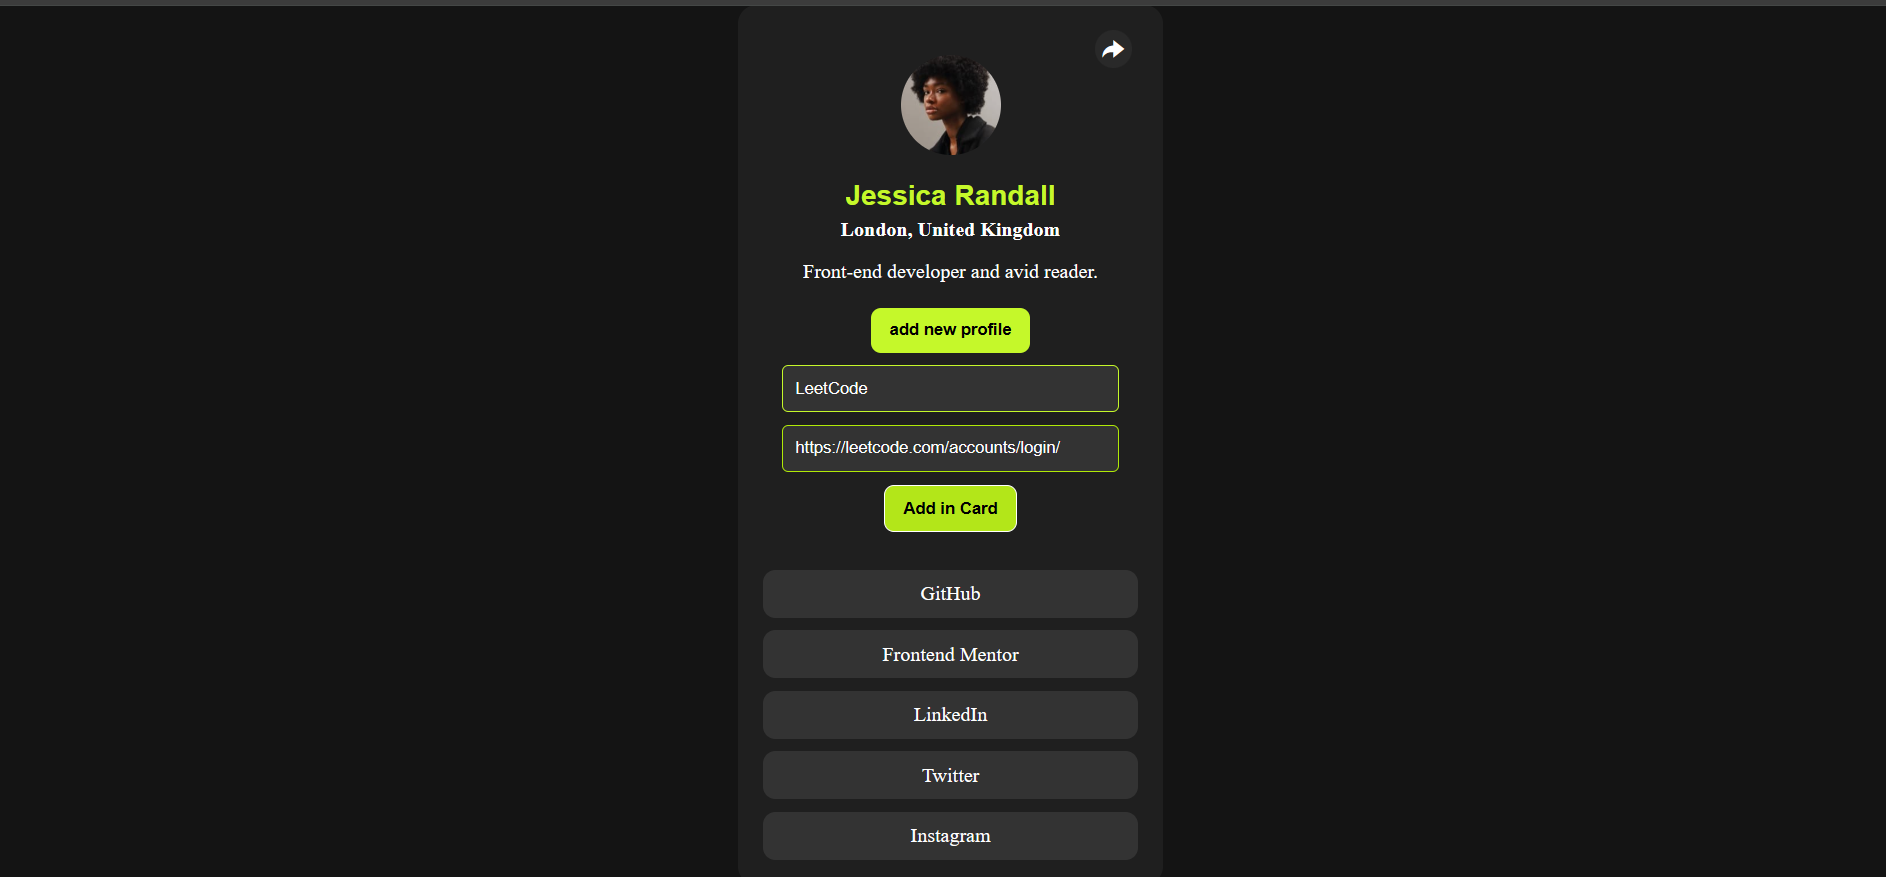 Jessica Randall
London, United Kingdom
Front-end developer and avid reader.
add new profile
LeetCode
https://leetcode.com/accounts/login/
Add in Card
GitHub
Frontend Mentor
LinkedIn
Twitter
Instagram